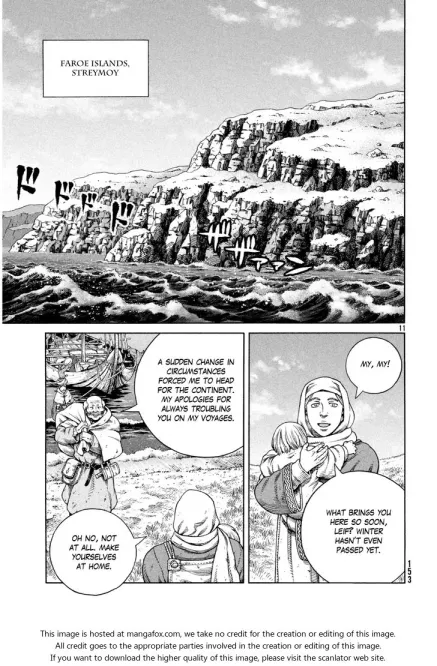 FAROE ISLANDS,
STREYMOY
ドドドド
ザザァァン
11
MY, MY!
WHAT BRINGS YOU
HERE SO SOON,
LEIF? WINTER
HASN'T EVEN
PASSED YET.
A SUDDEN CHANGE IN
CIRCUMSTANCES
FORCED ME TO HEAD
FOR THE CONTINENT.
MY APOLOGIES FOR
ALWAYS TROUBLING
YOU ON MY VOYAGES.
OH NO, NOT
AT ALL. MAKE
YOURSELVES
AT HOME.
153
This image is hosted at mangafox.com, we take no credit for the creation or editing of this image.
All credit goes to the appropriate parties involved in the creation or editing of this image.
If you want to download the higher quality of this image, please visit the scanlator web site.